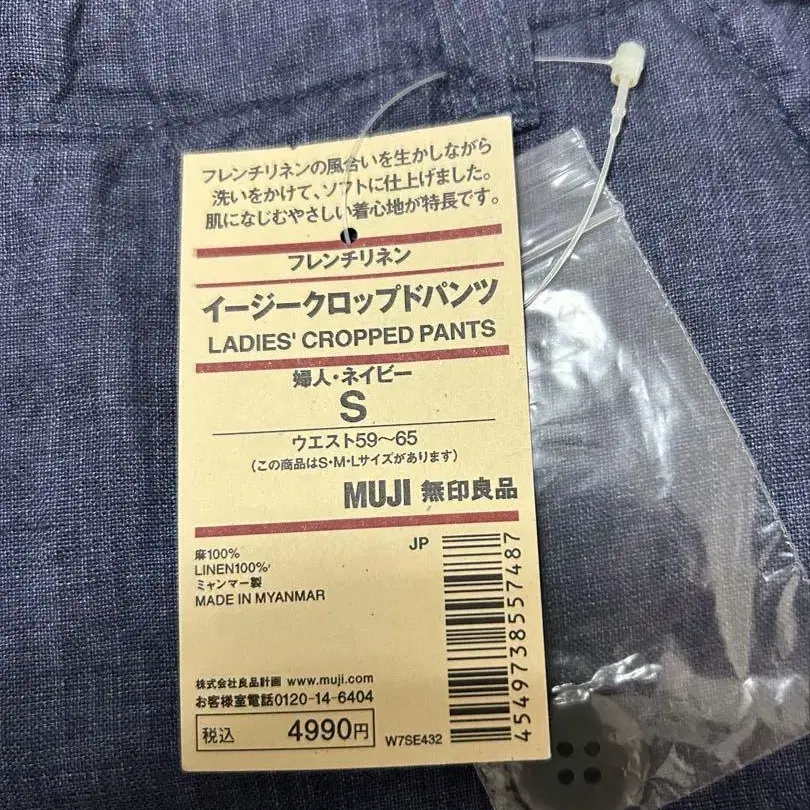 フレンチリネンの風合いを生かしながら
洗いをかけて、ソフトに仕上げました。
肌になじむやさしい着心地が特長です。
フレンチリネン
イージークロップドパンツ
LADIES' CROPPED PANTS
婦人・ネイビー
S
ウエスト59〜65
(この商品はS・M・Lサイズがあります)
MUJI 無印良品
JP
麻100%
LINEN100%
ミャンマー製
MADE IN MYANMAR
4549738557487
株式会社良品計画 www.muji.com
お客様室電話0120-14-6404
税込 4990円
W7SE432